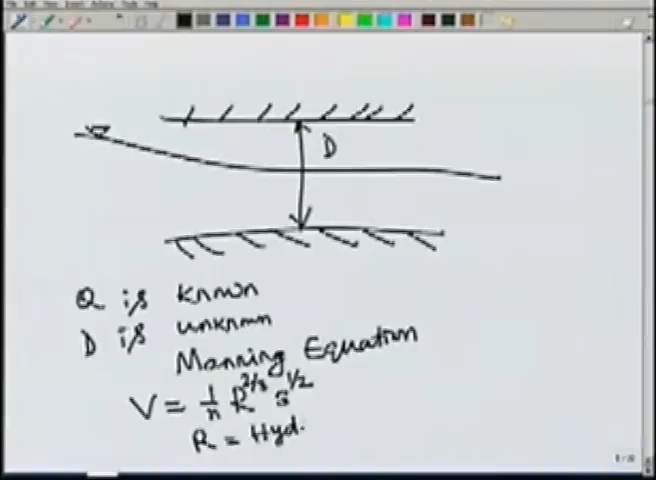 D
Q is known
D is unknown
Manning Equation
V = 1/n R^2/3 s^1/2
R = Hyd.